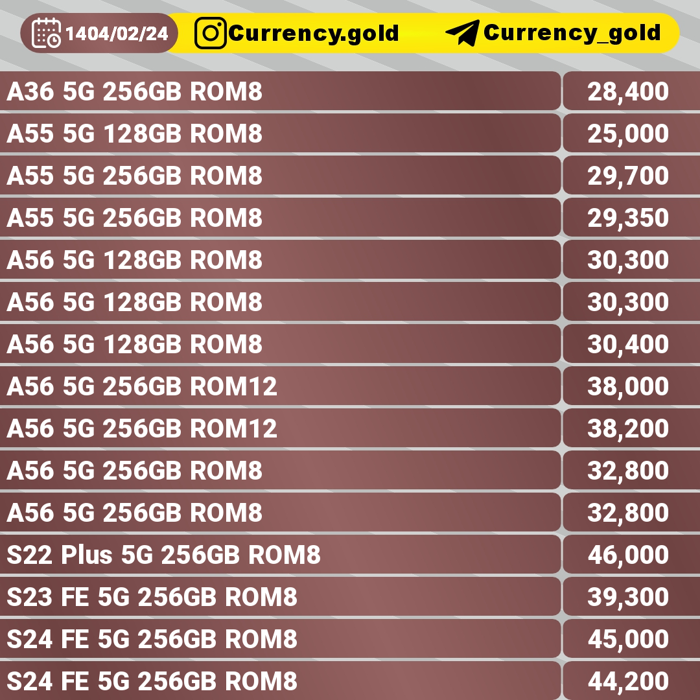 1404/02/24 Currency.gold Currency_gold
A36 5G 256GB ROM8 28,400
A55 5G 128GB ROM8 25,000
A55 5G 256GB ROM8 29,700
A55 5G 256GB ROM8 29,350
A56 5G 128GB ROM8 30,300
A56 5G 128GB ROM8 30,300
A56 5G 128GB ROM8 30,400
A56 5G 256GB ROM12 38,000
A56 5G 256GB ROM12 38,200
A56 5G 256GB ROM8 32,800
A56 5G 256GB ROM8 32,800
S22 Plus 5G 256GB ROM8 46,000
S23 FE 5G 256GB ROM8 39,300
S24 FE 5G 256GB ROM8 45,000
S24 FE 5G 256GB ROM8 44,200